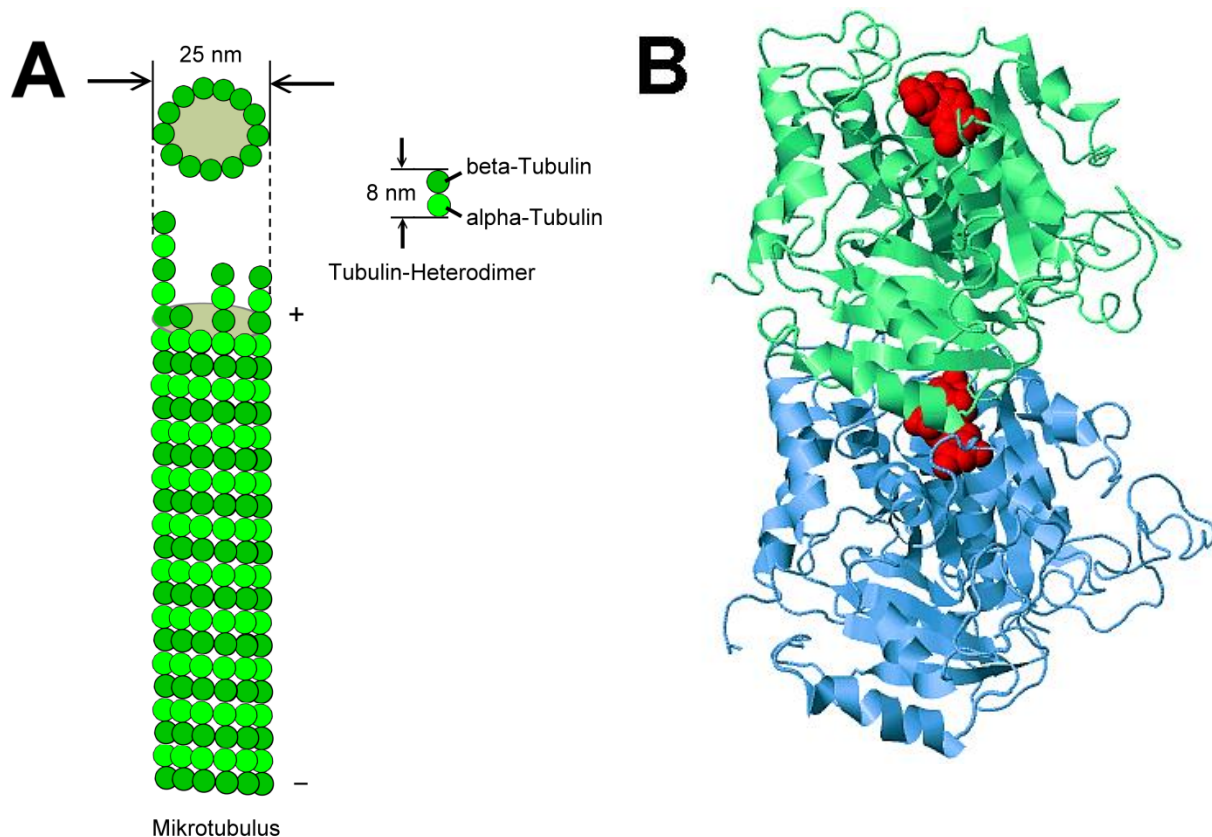 A
25 nm
beta-Tubulin
8 nm
alpha-Tubulin
Tubulin-Heterodimer
+
–
Mikrotubulus
B